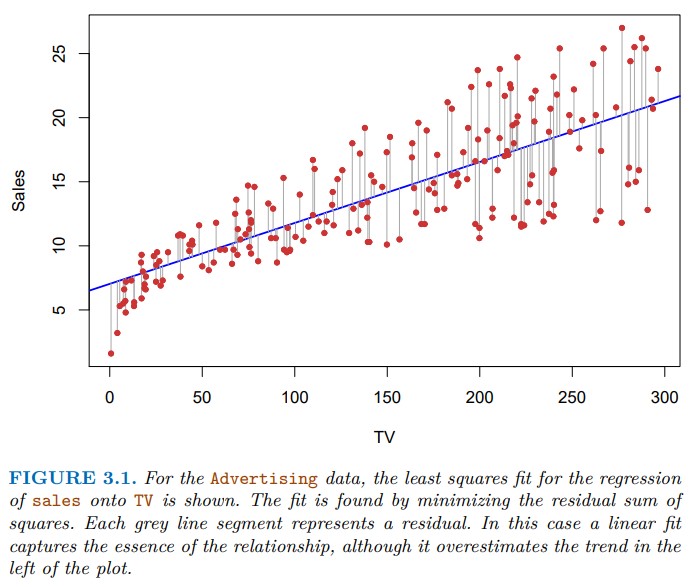 25
20
15
10
5
Sales
0 50 100 150 200 250 300
TV
FIGURE 3.1. For the Advertising data, the least squares fit for the regression
of sales onto TV is shown. The fit is found by minimizing the residual sum of
squares. Each grey line segment represents a residual. In this case a linear fit
captures the essence of the relationship, although it overestimates the trend in the
left of the plot.